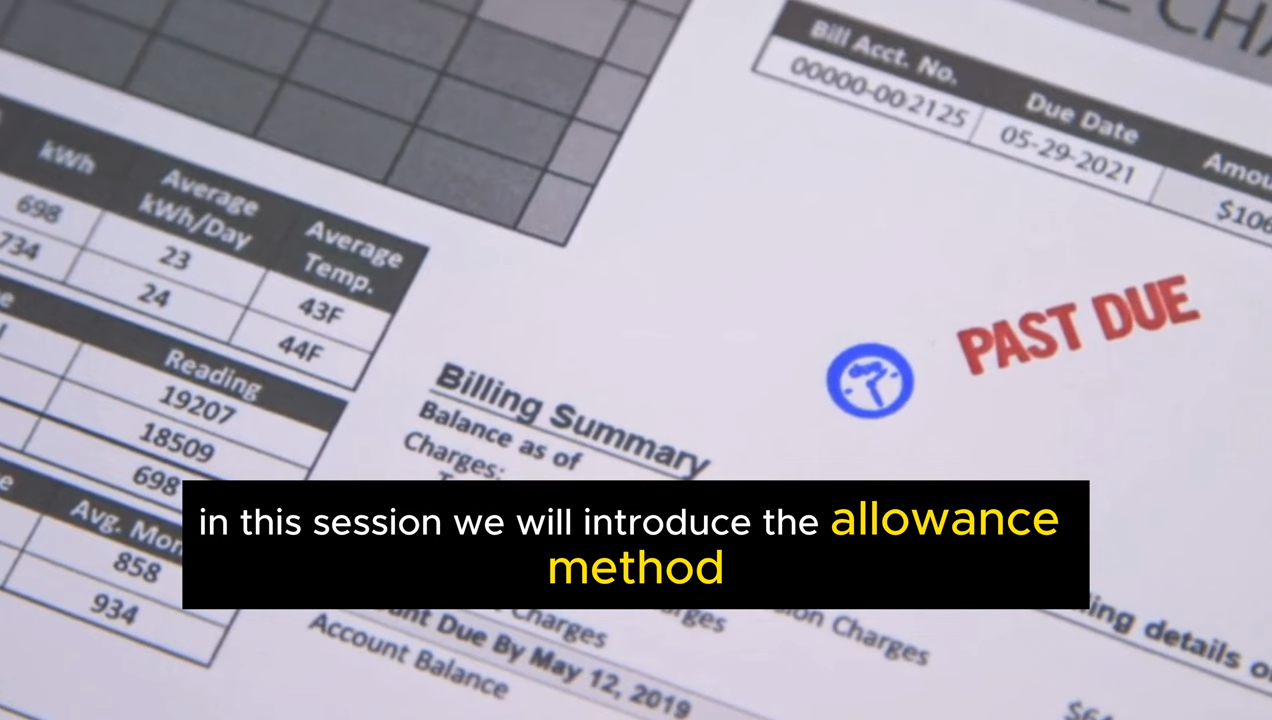 Bill Acct. No.
Due Date
00000-002125
05-29-2021
kWh
Average
kWh/Day
Average
Temp.
698
23
43F
734
24
44F
Reading
19207
18509
698
PAST DUE
Billing Summary
Balance as of
Charges:
in this session we will introduce the allowance
method
858
934
Charges
Charges
Due By May 12, 2019
Account Balance
details